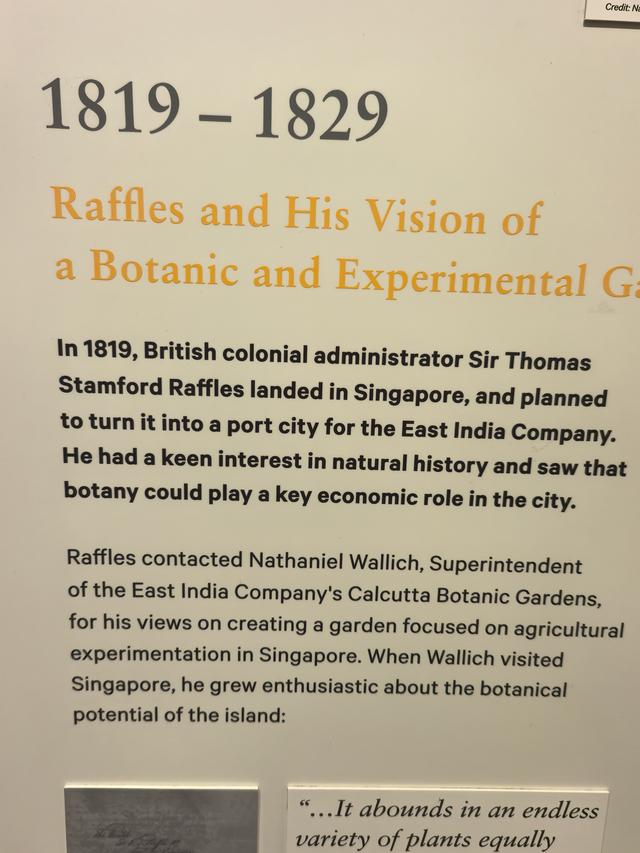 Credit:
1819 – 1829
Raffles and His Vision of
a Botanic and Experimental
In 1819, British colonial administrator Sir Thomas
Stamford Raffles landed in Singapore, and planned
to turn it into a port city for the East India Company.
He had a keen interest in natural history and saw that
botany could play a key economic role in the city.
Raffles contacted Nathaniel Wallich, Superintendent
of the East India Company's Calcutta Botanic Gardens,
for his views on creating a garden focused on agricultural
experimentation in Singapore. When Wallich visited
Singapore, he grew enthusiastic about the botanical
potential of the island:
“…It abounds in an endless
variety of plants equally